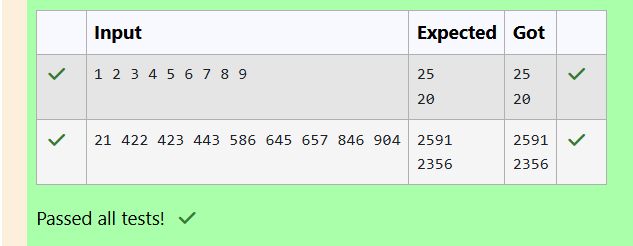 Input Expected Got
1 2 3 4 5 6 7 8 9 25 25
20 20
21 422 423 443 586 645 657 846 904 2591 2591
2356 2356
Passed all tests!